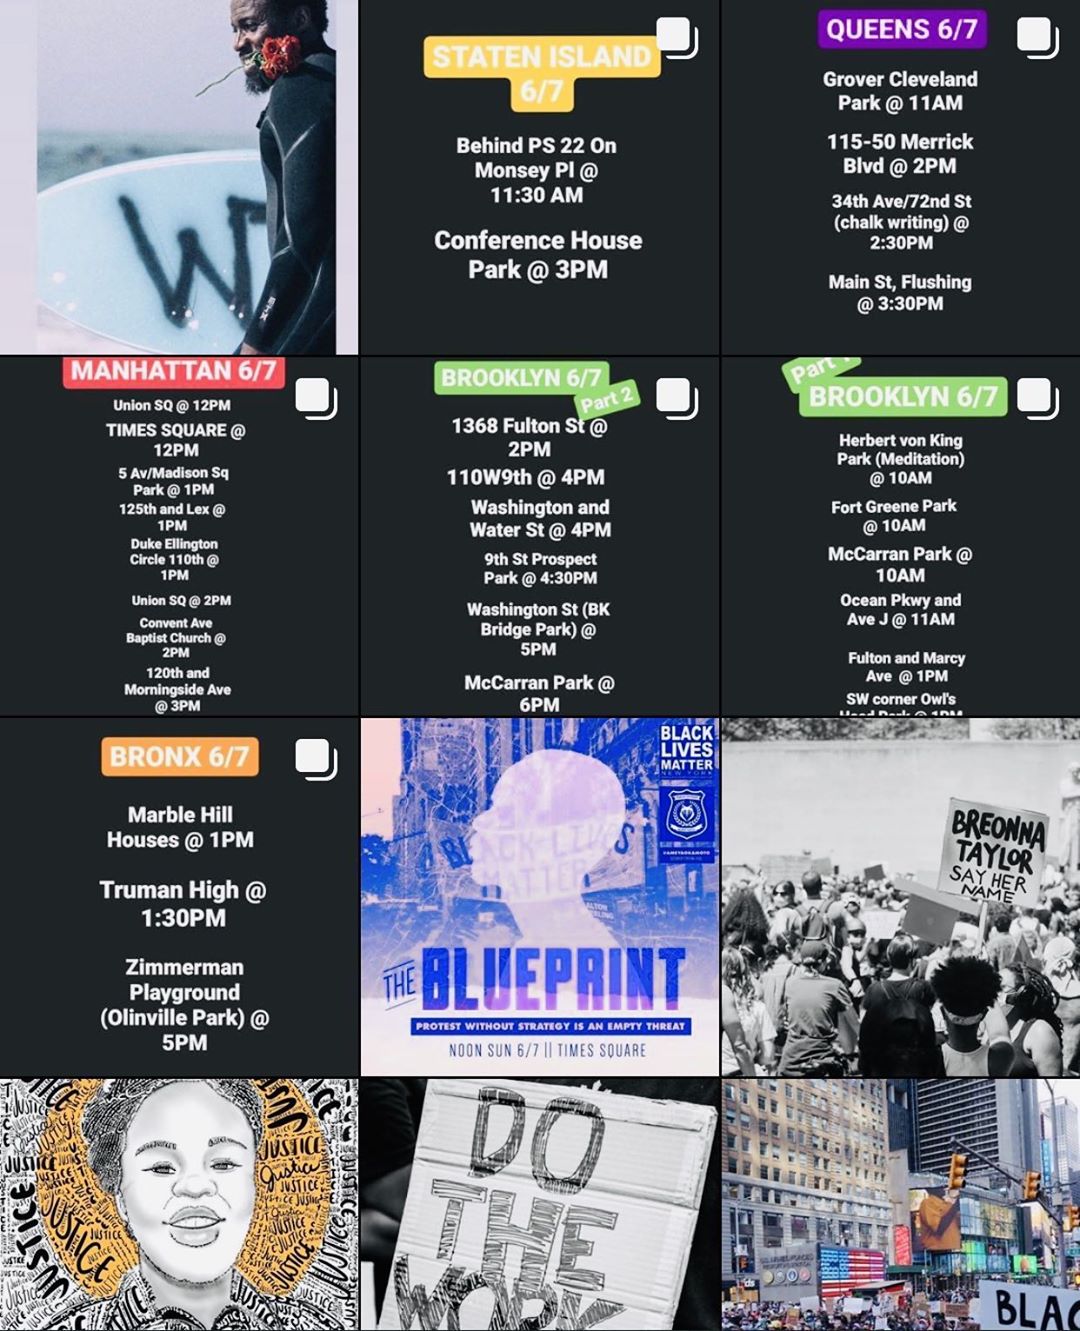 W
STATEN ISLAND
6/7
Behind PS 22 On
Monsey Pl @
11:30 AM
Conference House
Park @ 3PM
QUEENS 6/7
Grover Cleveland
Park @ 11AM
115-50 Merrick
Blvd @ 2PM
34th Ave/72nd St
(chalk writing) @
2:30PM
Main St, Flushing
@ 3:30PM
MANHATTAN 6/7
Union SQ @ 12PM
TIMES SQUARE @
12PM
5 Av/Madison Sq
Park @ 1PM
125th and Lex @
1PM
Duke Ellington
Circle 110th @
1PM
Union SQ @ 2PM
Convent Ave
Baptist Church @
2PM
120th and
Morningside Ave
@ 3PM
BROOKLYN 6/7
Part 2
1368 Fulton St @
2PM
110W9th @ 4PM
Washington and
Water St @ 4PM
9th St Prospect
Park @ 4:30PM
Washington St (BK
Bridge Park) @
5PM
McCarran Park @
6PM
Part 1
BROOKLYN 6/7
Herbert von King
Park (Meditation)
@ 10AM
Fort Greene Park
@ 10AM
McCarran Park @
10AM
Ocean Pkwy and
Ave J @ 11AM
Fulton and Marcy
Ave @ 1PM
SW corner Owl's
Head Park @ 1PM
BRONX 6/7
Marble Hill
Houses @ 1PM
Truman High @
1:30PM
Zimmerman
Playground
(Olinville Park) @
5PM
BLACK
LIVES
MATTER
NEW YORK
BLACK LIVES
MATTER
THE BLUEPRINT
PROTEST WITHOUT STRATEGY IS AN EMPTY THREAT
NOON SUN 6/7 || TIMES SQUARE
BREONNA
TAYLOR
SAY HER
NAME
JUSTICE
JUSTICE
JUSTICE
JUSTICE
JUSTICE
DO
THE
WORK
BLAC